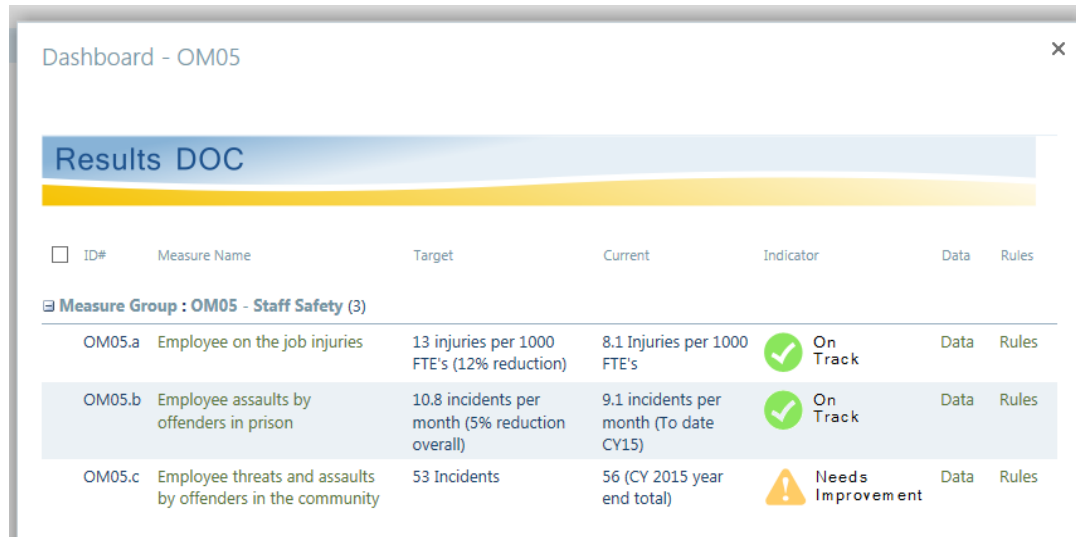 Dashboard - OM05
Results DOC
ID# Measure Name Target Current Indicator Data Rules
Measure Group : OM05 - Staff Safety (3)
OM05.a Employee on the job injuries 13 injuries per 1000 8.1 Injuries per 1000 On Data Rules
FTE's (12% reduction) FTE's Track
OM05.b Employee assaults by 10.8 incidents per 9.1 incidents per On Data Rules
offenders in prison month (5% reduction month (To date Track
overall) CY15)
OM05.c Employee threats and assaults 53 Incidents 56 (CY 2015 year Needs Data Rules
by offenders in the community end total) Improvement